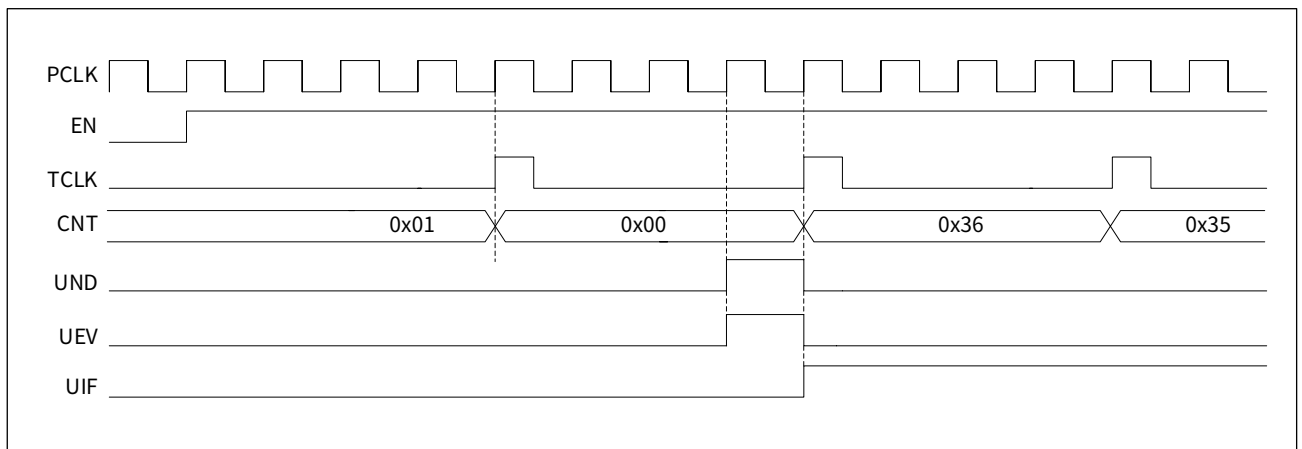 PCLK
EN
TCLK
CNT 0x01 0x00 0x36 0x35
UND
UEV
UIF